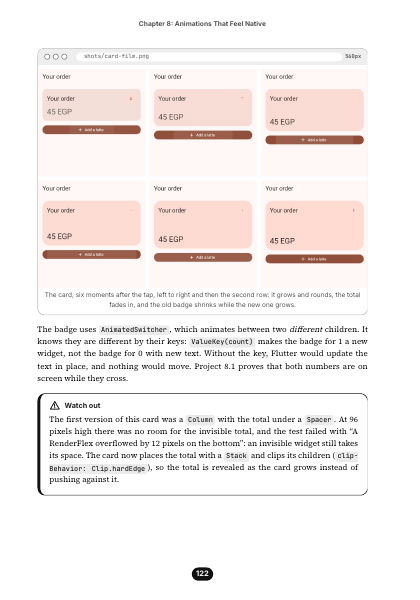 Chapter 8: Animations That Feel Native
shots/card-film.png
560px
Your order
Your order
45 EGP
+ Add a latte
Your order
Your order
45 EGP
+ Add a latte
Your order
Your order
45 EGP
+ Add a latte
Your order
Your order
45 EGP
+ Add a latte
Your order
Your order
45 EGP
+ Add a latte
Your order
Your order
45 EGP
+ Add a latte
The card, six moments after the tap, left to right and then the second row: it grows and rounds, the total
fades in, and the old badge shrinks while the new one grows.
The badge uses AnimatedSwitcher, which animates between two different children. It
knows they are different by their keys: ValueKey(count) makes the badge for 1 a new
widget, not the badge for 0 with new text. Without the key, Flutter would update the
text in place, and nothing would move. Project 8.1 proves that both numbers are on
screen while they cross.
Watch out
The first version of this card was a Column with the total under a Spacer. At 96
pixels high there was no room for the invisible total, and the test failed with “A
RenderFlex overflowed by 12 pixels on the bottom”: an invisible widget still takes
its space. The card now places the total with a Stack and clips its children (clip-
Behavior: Clip.hardEdge), so the total is revealed as the card grows instead of
pushing against it.
122